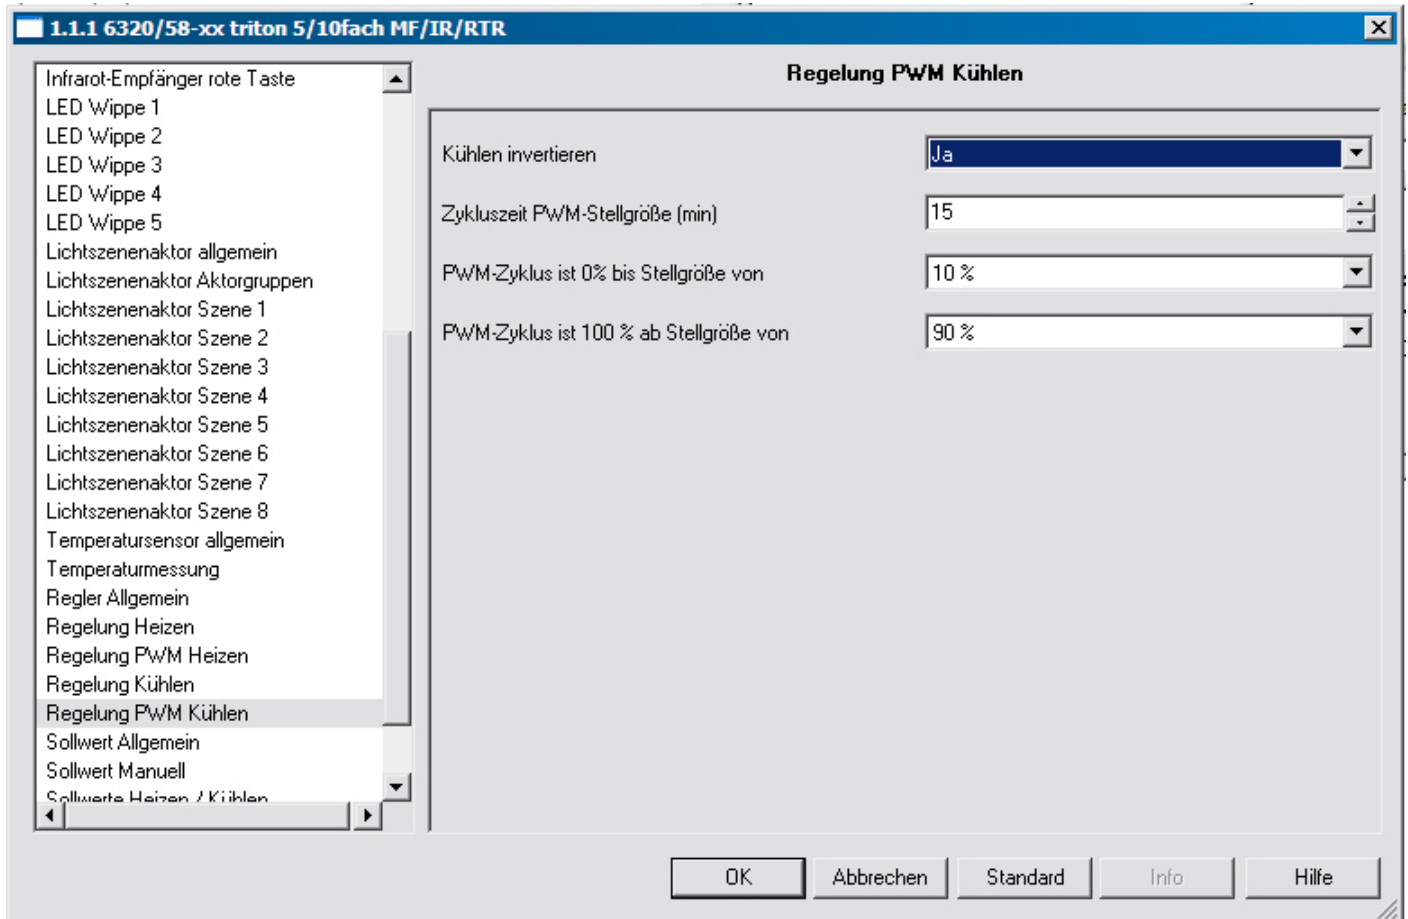 1.1.1 6320/58-xx triton 5/10fach MF/IR/RTR
Infrarot-Empfänger rote Taste
LED Wippe 1
LED Wippe 2
LED Wippe 3
LED Wippe 4
LED Wippe 5
Lichtszenenaktor allgemein
Lichtszenenaktor Aktorgruppen
Lichtszenenaktor Szene 1
Lichtszenenaktor Szene 2
Lichtszenenaktor Szene 3
Lichtszenenaktor Szene 4
Lichtszenenaktor Szene 5
Lichtszenenaktor Szene 6
Lichtszenenaktor Szene 7
Lichtszenenaktor Szene 8
Temperatursensor allgemein
Temperaturmessung
Regler Allgemein
Regelung Heizen
Regelung PWM Heizen
Regelung Kühlen
Regelung PWM Kühlen
Sollwert Allgemein
Sollwert Manuell
Sollwerte Heizen / Kühlen
Regelung PWM Kühlen
Kühlen invertieren Ja
Zykluszeit PWM-Stellgröße (min) 15
PWM-Zyklus ist 0% bis Stellgröße von 10 %
PWM-Zyklus ist 100 % ab Stellgröße von 90 %
OK Abbrechen Standard Info Hilfe